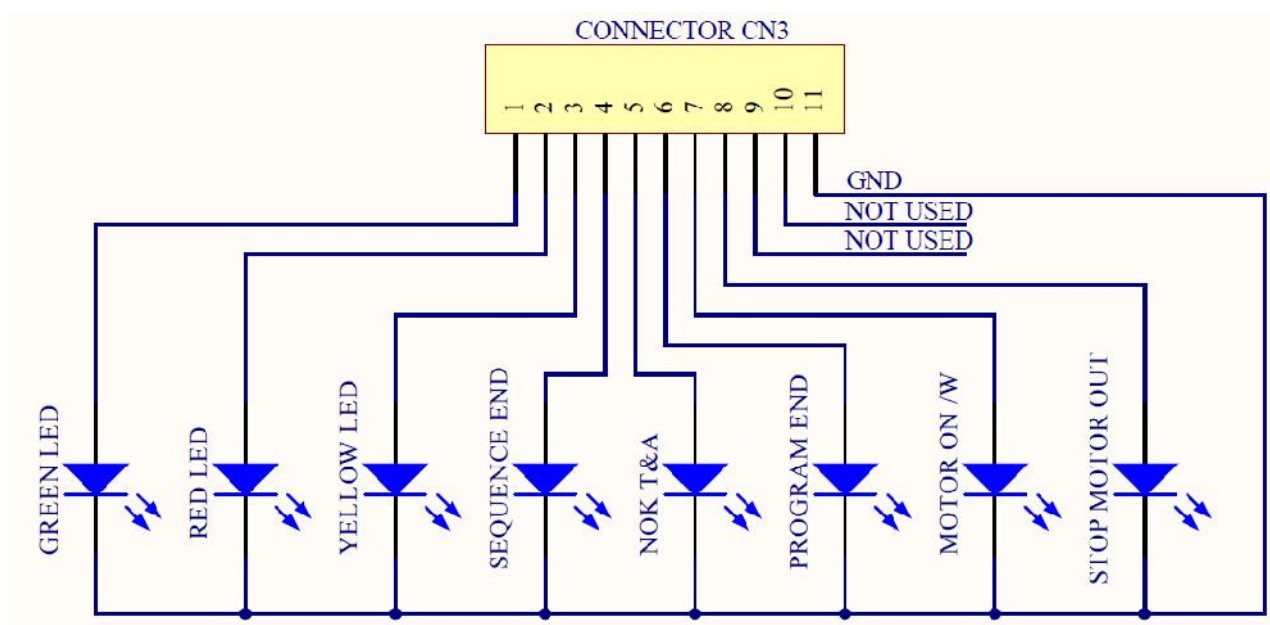 CONNECTOR CN3
1 2 3 4 5 6 7 8 9 10 11
GND
NOT USED
NOT USED
GREEN LED
RED LED
YELLOW LED
SEQUENCE END
NOK T&A
PROGRAM END
MOTOR ON /W
STOP MOTOR OUT